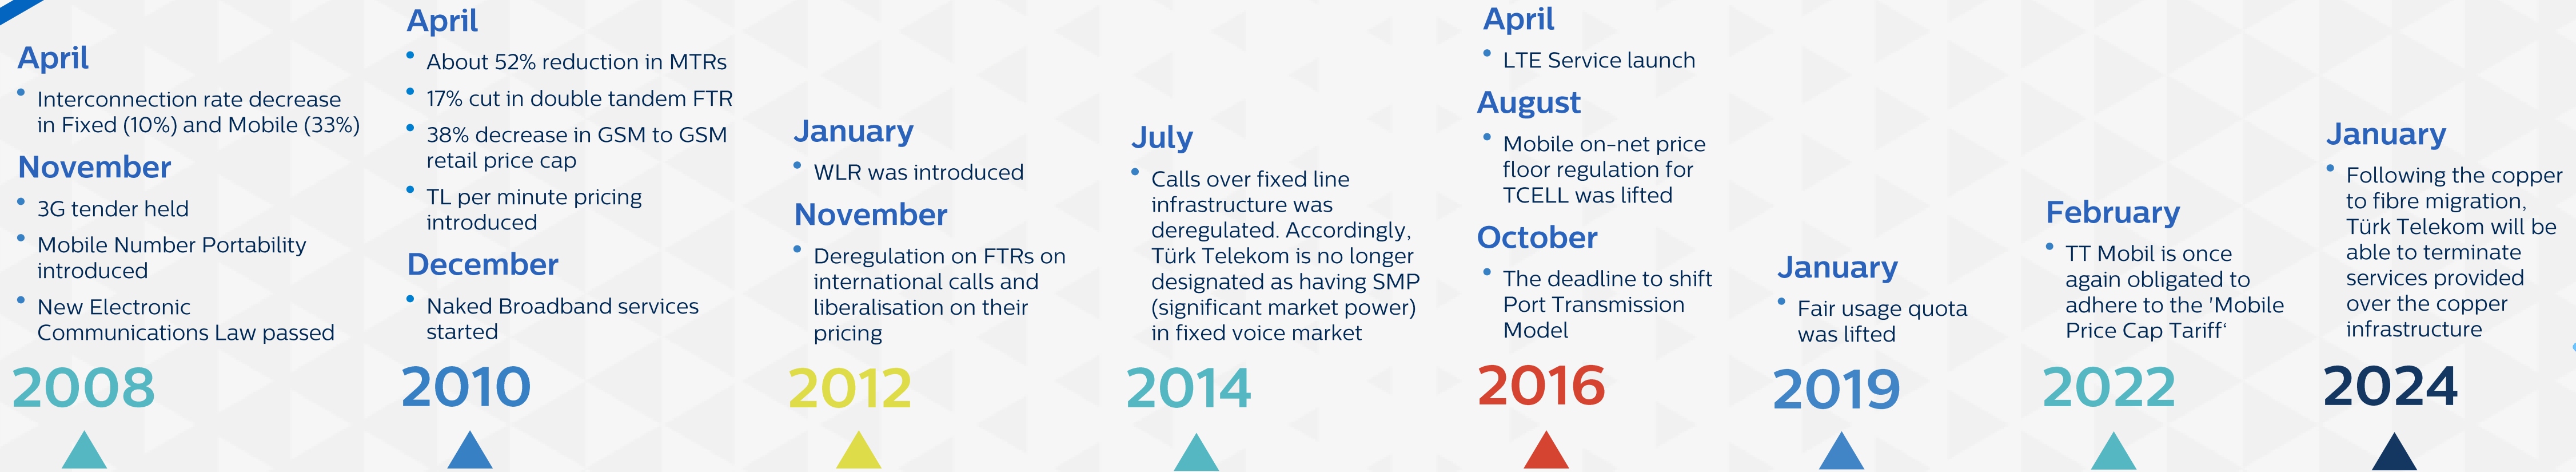 April
• Interconnection rate decrease
in Fixed (10%) and Mobile (33%)
November
• 3G tender held
• Mobile Number Portability
introduced
• New Electronic
Communications Law passed
2008
April
• About 52% reduction in MTRs
• 17% cut in double tandem FTR
• 38% decrease in GSM to GSM
retail price cap
• TL per minute pricing
introduced
December
• Naked Broadband services
started
2010
January
• WLR was introduced
November
• Deregulation on FTRs on
international calls and
liberalisation on their
pricing
2012
July
• Calls over fixed line
infrastructure was
deregulated. Accordingly,
Türk Telekom is no longer
designated as having SMP
(significant market power)
in fixed voice market
2014
April
• LTE Service launch
August
• Mobile on-net price
floor regulation for
TCELL was lifted
October
• The deadline to shift
Port Transmission
Model
2016
January
• Fair usage quota
was lifted
2019
February
• TT Mobil is once
again obligated to
adhere to the 'Mobile
Price Cap Tariff‘
2022
January
• Following the copper
to fibre migration,
Türk Telekom will be
able to terminate
services provided
over the copper
infrastructure
2024